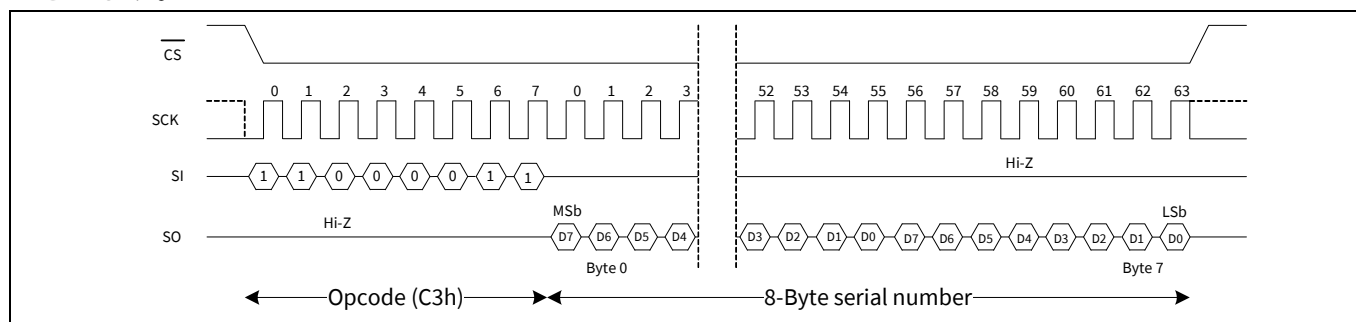 CS
0 1 2 3 4 5 6 7 0 1 2 3 52 53 54 55 56 57 58 59 60 61 62 63
SCK
Hi-Z
SI 1 1 0 0 0 0 1 1
Hi-Z MSb LSb
SO D7 D6 D5 D4 D3 D2 D1 D0 D7 D6 D5 D4 D3 D2 D1 D0
Byte 0 Byte 7
Opcode (C3h) 8-Byte serial number